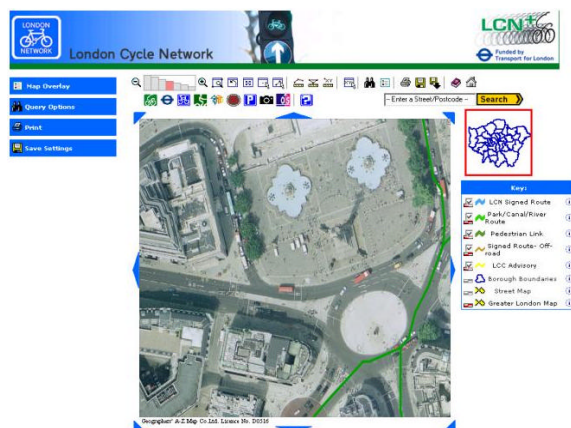 LONDON
NETWORK
London Cycle Network
LCN+
Funded by
Transport for London
Map Overlay
Query Options
Print
Save Settings
-- Enter a Street/Postcode --
Search
Key:
LCN Signed Route
Park/Canal/River
Route
Pedestrian Link
Signed Route- Off-
road
LCC Advisory
Borough Boundaries
Street Map
Greater London Map
Geographers' A-Z Map Co.Ltd. Licence No. D0516